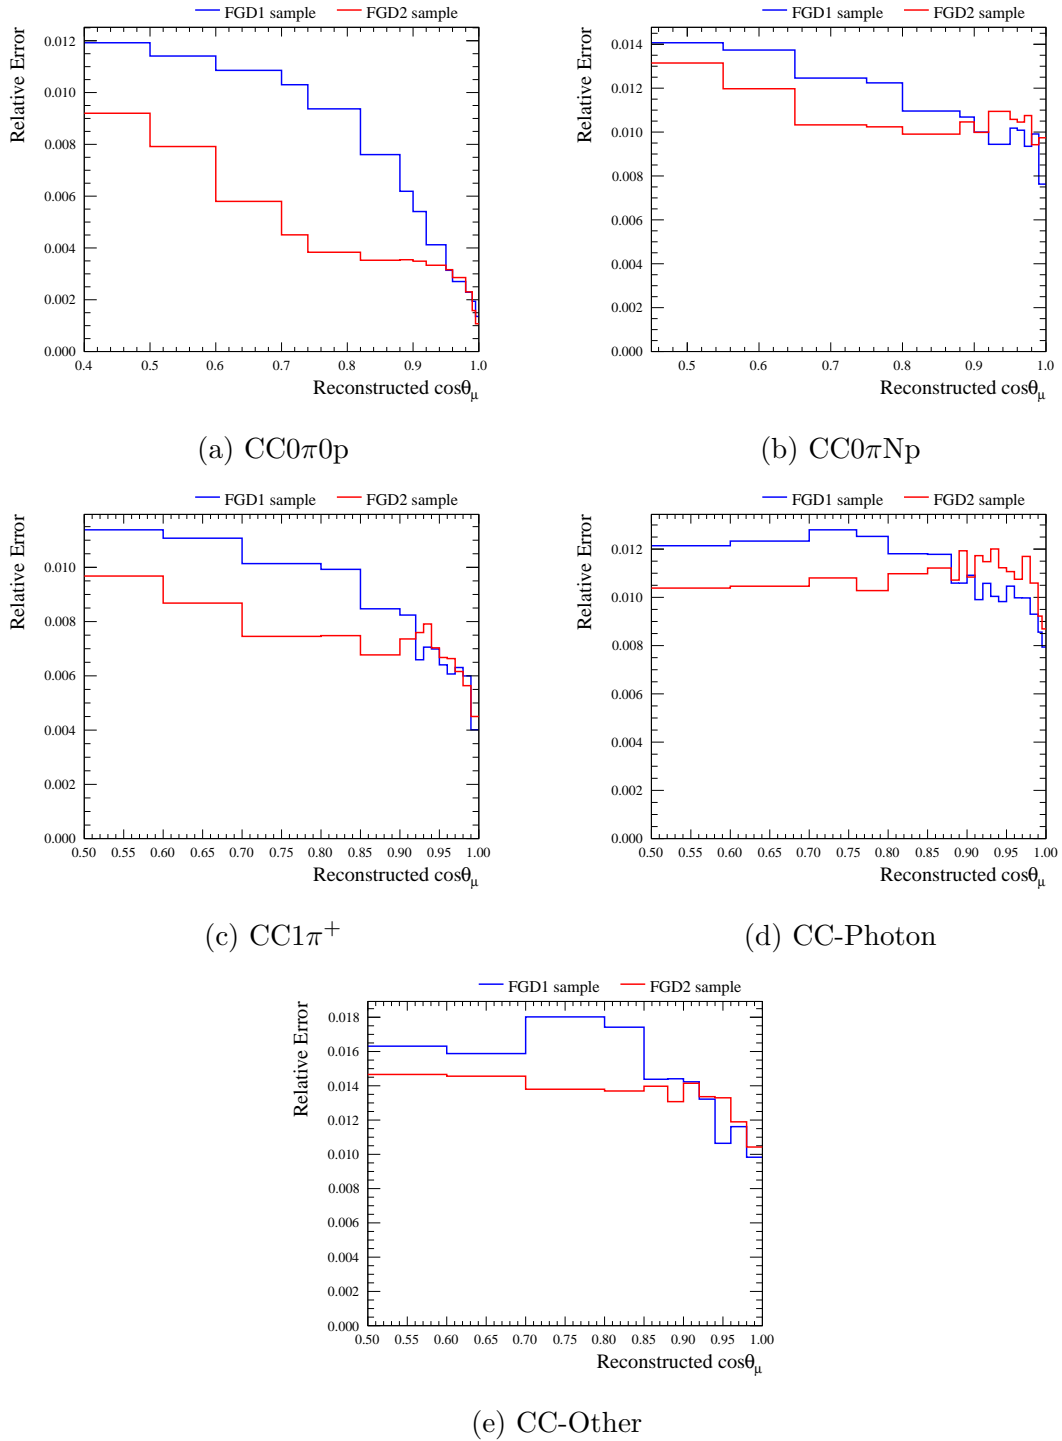 FGD1 sample FGD2 sample
Relative Error
0.012
0.010
0.008
0.006
0.004
0.002
0.000
0.4 0.5 0.6 0.7 0.8 0.9 1.0
Reconstructed cosθμ
(a) CC0π0p
FGD1 sample FGD2 sample
Relative Error
0.014
0.012
0.010
0.008
0.006
0.004
0.002
0.000
0.5 0.6 0.7 0.8 0.9 1.0
Reconstructed cosθμ
(b) CC0πNp
FGD1 sample FGD2 sample
Relative Error
0.010
0.008
0.006
0.004
0.002
0.000
0.50 0.55 0.60 0.65 0.70 0.75 0.80 0.85 0.90 0.95 1.00
Reconstructed cosθμ
(c) CC1π+
FGD1 sample FGD2 sample
Relative Error
0.012
0.010
0.008
0.006
0.004
0.002
0.000
0.50 0.55 0.60 0.65 0.70 0.75 0.80 0.85 0.90 0.95 1.00
Reconstructed cosθμ
(d) CC-Photon
FGD1 sample FGD2 sample
Relative Error
0.018
0.016
0.014
0.012
0.010
0.008
0.006
0.004
0.002
0.000
0.50 0.55 0.60 0.65 0.70 0.75 0.80 0.85 0.90 0.95 1.00
Reconstructed cosθμ
(e) CC-Other